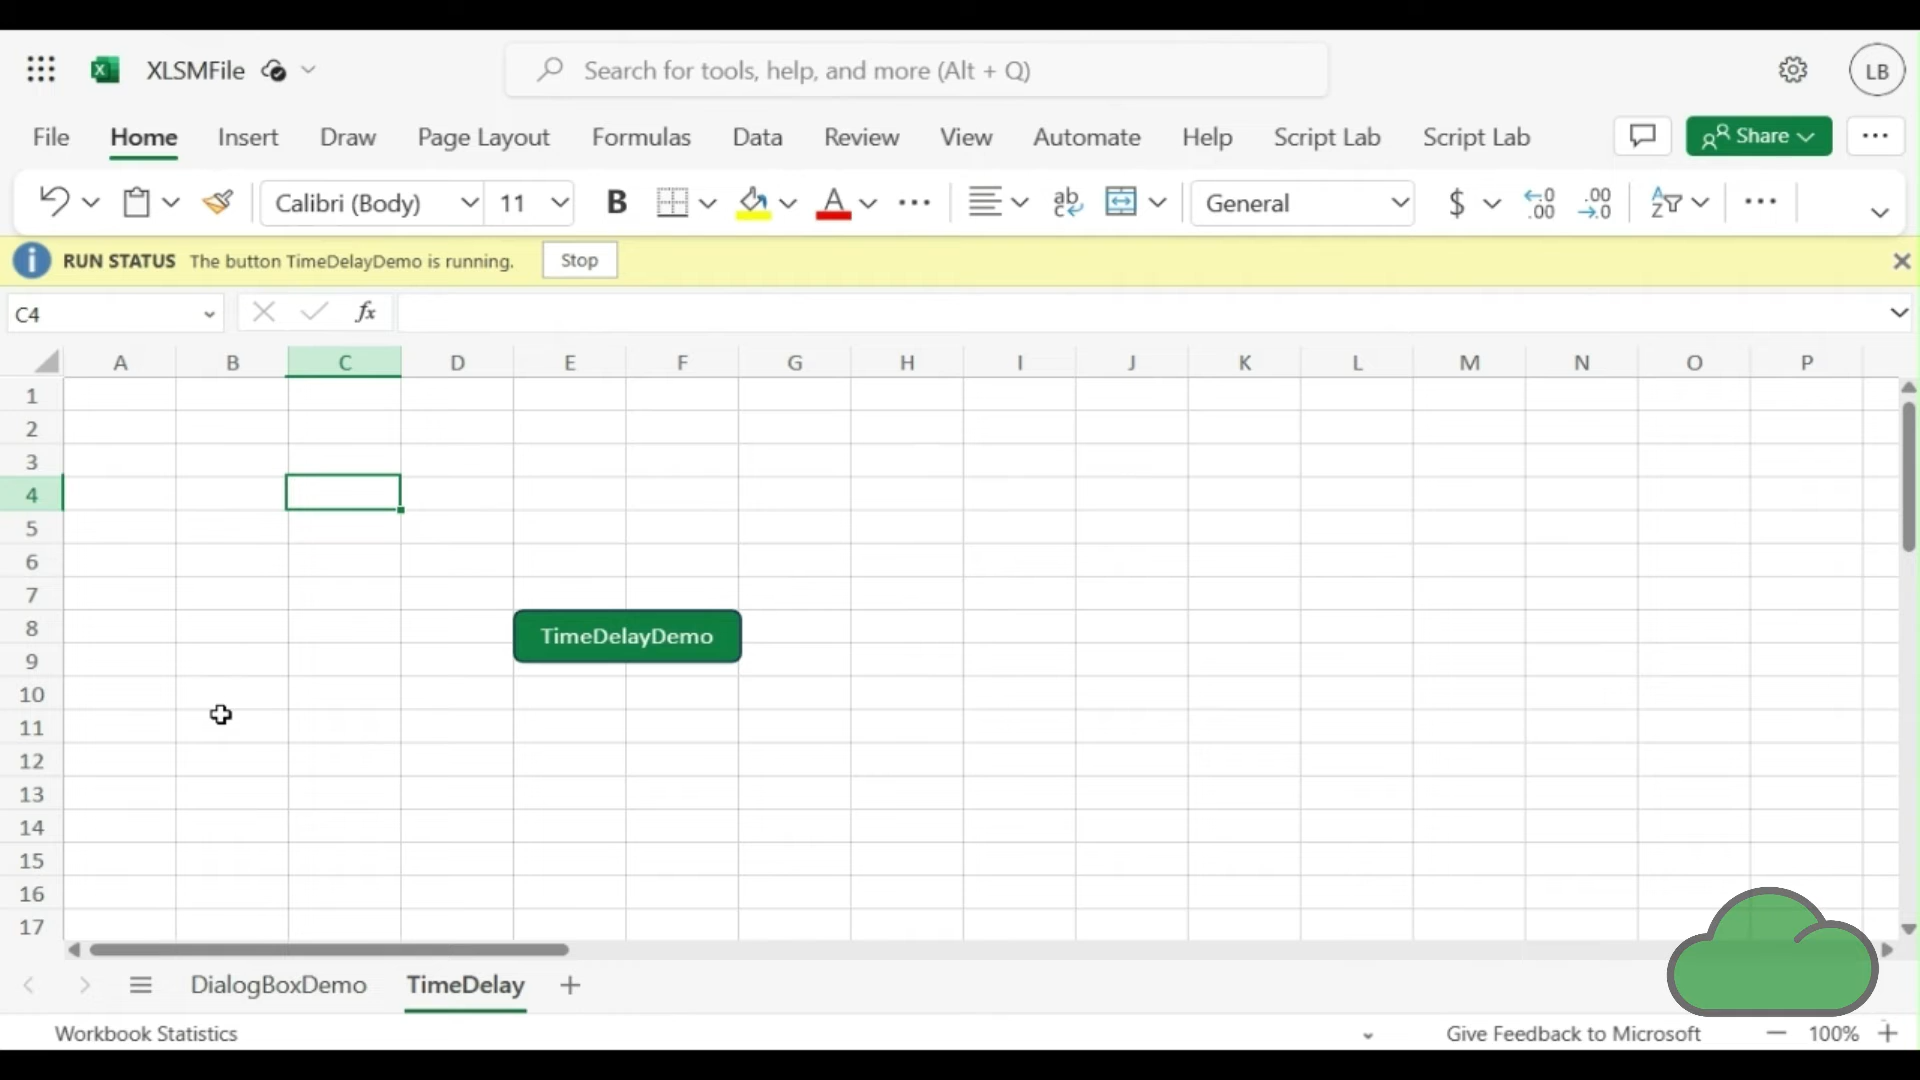 XLSMFile
Search for tools, help, and more (Alt + Q)
LB
File Home Insert Draw Page Layout Formulas Data Review View Automate Help Script Lab Script Lab Share
Calibri (Body) 11 B A ab General $ .00 .00 A Z
RUN STATUS The button TimeDelayDemo is running. Stop
C4 fx
A B C D E F G H I J K L M N O P
1
2
3
4
5
6
7
8
TimeDelayDemo
9
10
11
12
13
14
15
16
17
DialogBoxDemo TimeDelay
Workbook Statistics Give Feedback to Microsoft 100%